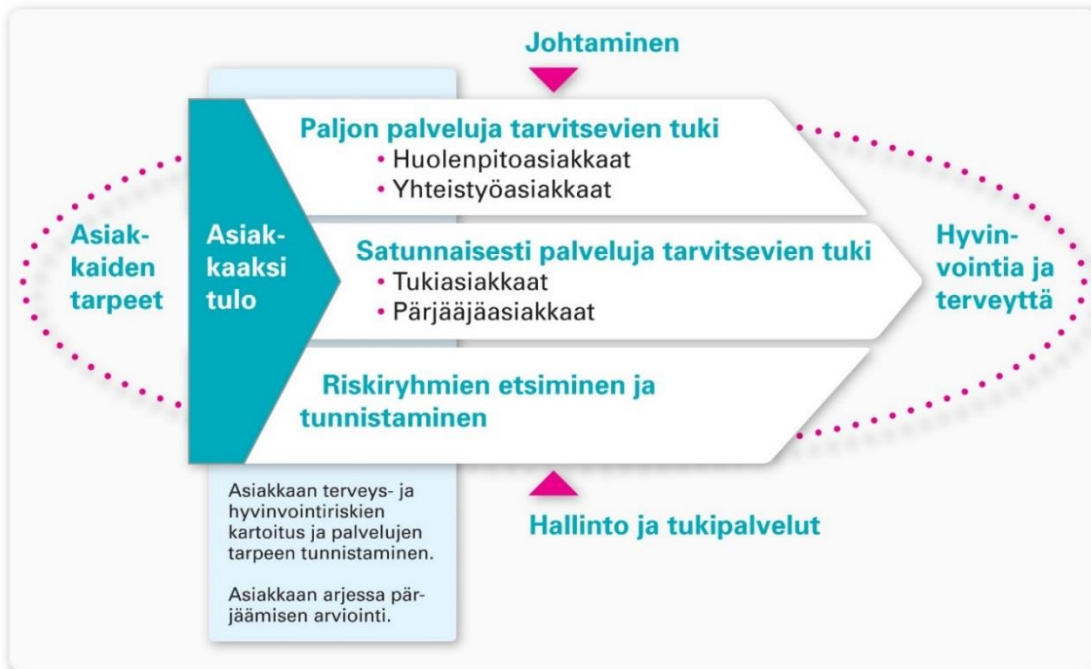 Johtaminen
Paljon palveluja tarvitsevien tuki
• Huolenpitoasiakkaat
• Yhteistyöasiakkaat
Asiak-
kaiden
tarpeet
Asiak-
kaaksi
tulo
Satunnaisesti palveluja tarvitsevien tuki
• Tukiasiakkaat
• Pärjääjäasiakkaat
Hyvin-
vointia ja
terveyttä
Riskiryhmien etsiminen ja
tunnistaminen
Asiakkaan terveys- ja
hyvinvointiriskien
kartoitus ja palvelujen
tarpeen tunnistaminen.
Asiakkaan arjessa pär-
jäämisen arviointi.
Hallinto ja tukipalvelut